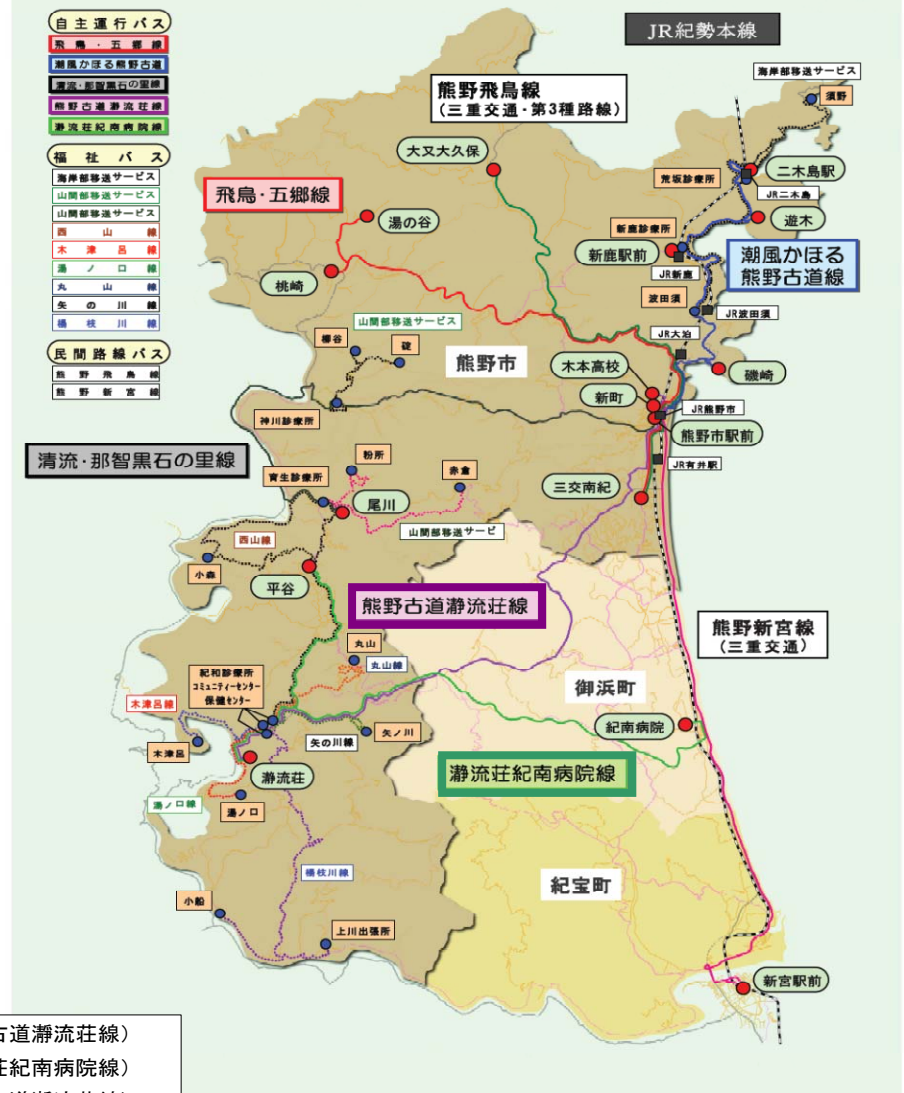 自主運行バス
飛鳥・五郷線
潮風かほる熊野古道
清流・那智黒石の里線
熊野古道瀞流荘線
瀞流荘紀南病院線
福祉バス
海岸部移送サービス
山間部移送サービス
山間部移送サービス
西山線
木津呂線
湯ノ口線
丸山線
矢の川線
楊枝川線
民間路線バス
熊野飛鳥線
熊野新宮線
JR紀勢本線
海岸部移送サービス
須野
熊野飛鳥線
(三重交通・第3種路線)
大又大久保
荒坂診療所
二木島駅
JR二木島
飛鳥・五郷線
湯の谷
遊木
新鹿診療所
新鹿駅前
JR新鹿
潮風かほる
熊野古道線
桃崎
波田須
JR波田須
山間部移送サービス
柳谷
碇
熊野市
JR大泊
磯崎
木本高校
新町
JR熊野市
神川診療所
熊野市駅前
清流・那智黒石の里線
粉所
JR有井駅
育生診療所
赤倉
尾川
三交南紀
山間部移送サービ
西山線
小森
平谷
熊野古道瀞流荘線
熊野新宮線
(三重交通)
丸山
丸山線
紀和診療所
コミュニティーセンター
保健センター
木津呂線
御浜町
矢の川線
矢ノ川
紀南病院
木津呂
瀞流荘
瀞流荘紀南病院線
湯ノ口線
湯ノ口
楊枝川線
紀宝町
小船
上川出張所
新宮駅前
古道瀞流荘線)
荘紀南病院線)